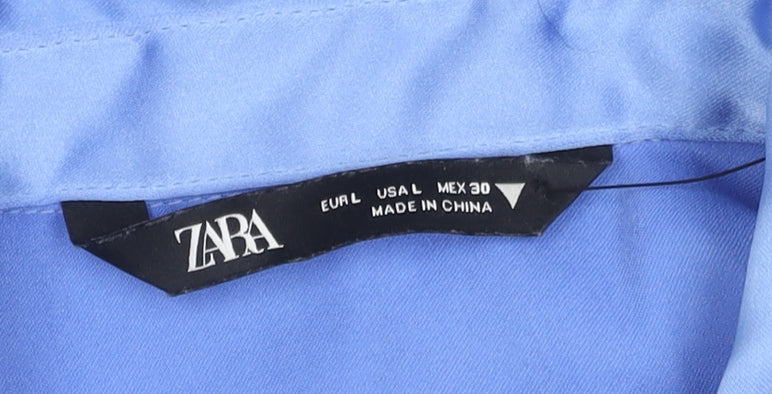 ZARA
EUR L USA L MEX 30
MADE IN CHINA